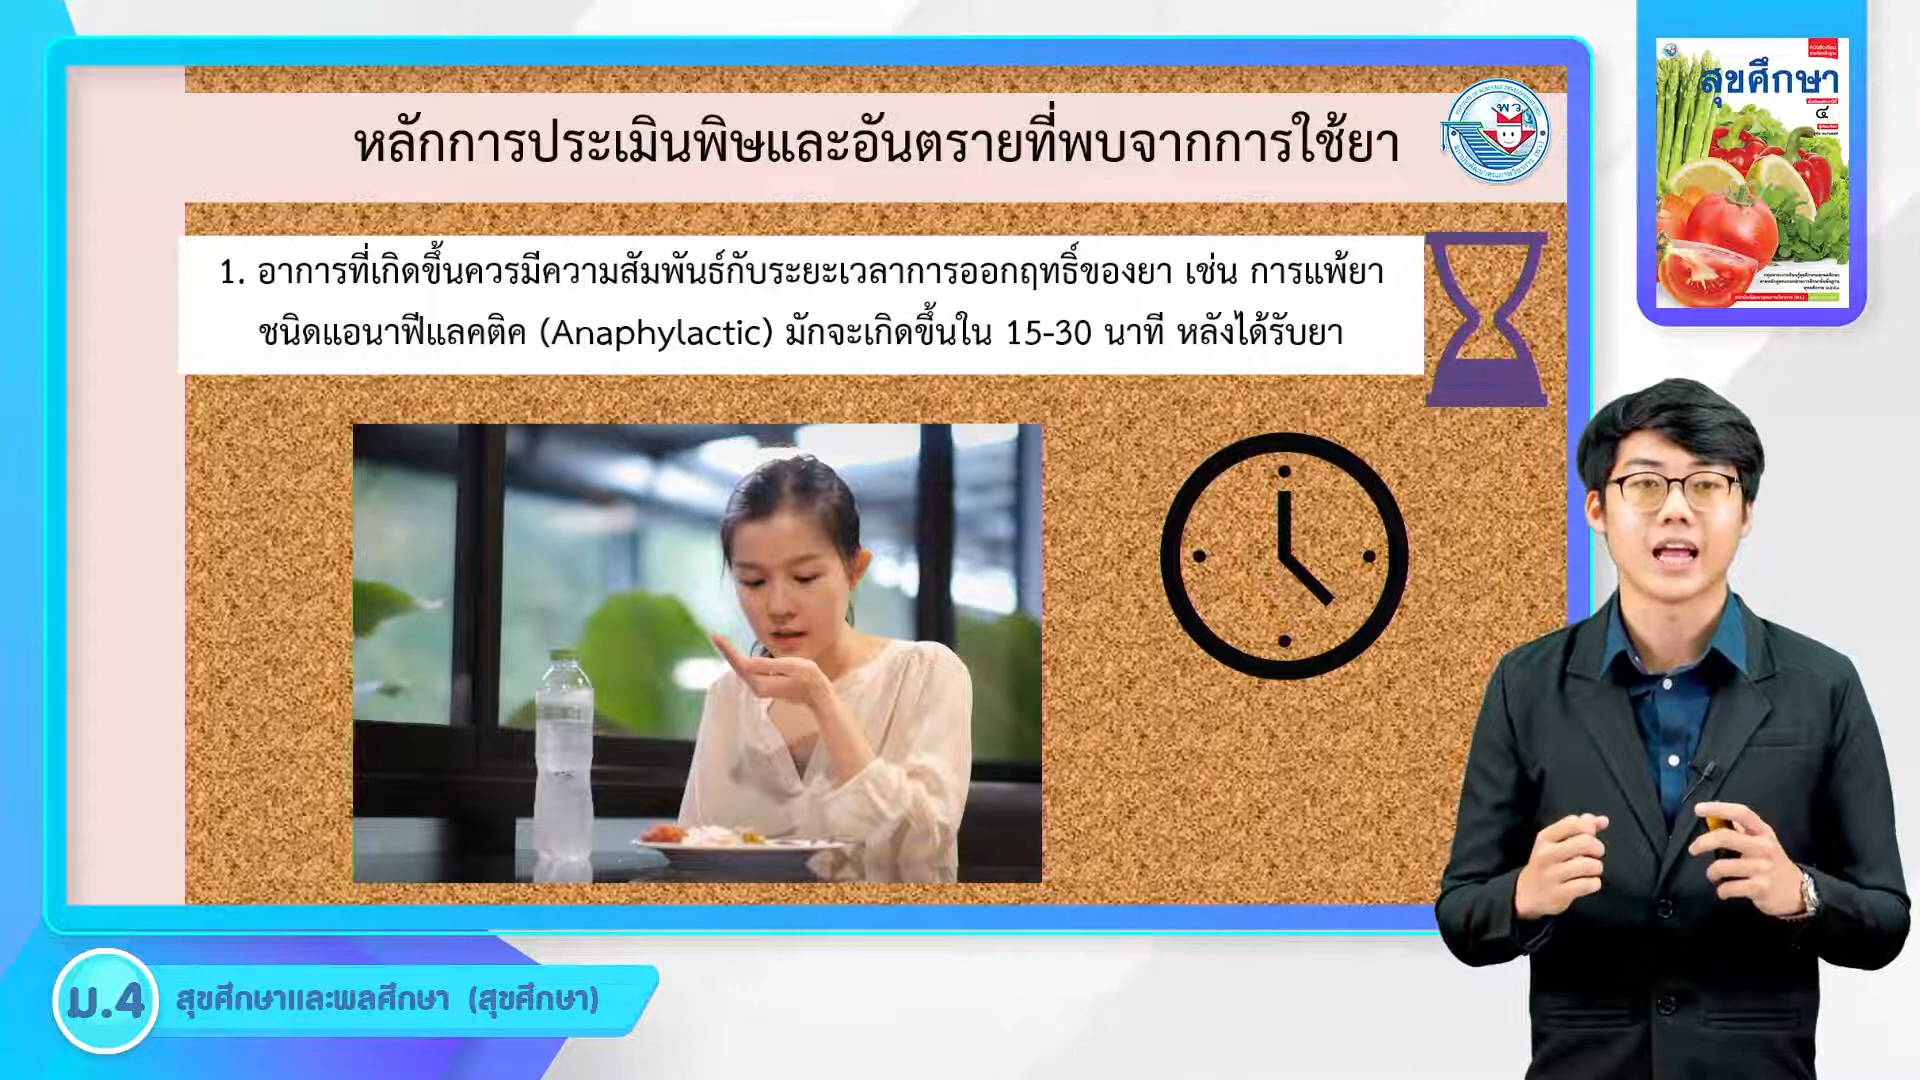 หลักการประเมินพิษและอันตรายที่พบจากการใช้ยา
1. อาการที่เกิดขึ้นควรมีความสัมพันธ์กับระยะเวลาการออกฤทธิ์ของยา เช่น การแพ้ยา
ชนิดแอนาฟีแลคติค (Anaphylactic) มักจะเกิดขึ้นใน 15-30 นาที หลังได้รับยา
พว.
สุขศึกษา
๔
ม.4 สุขศึกษาและพลศึกษา (สุขศึกษา)